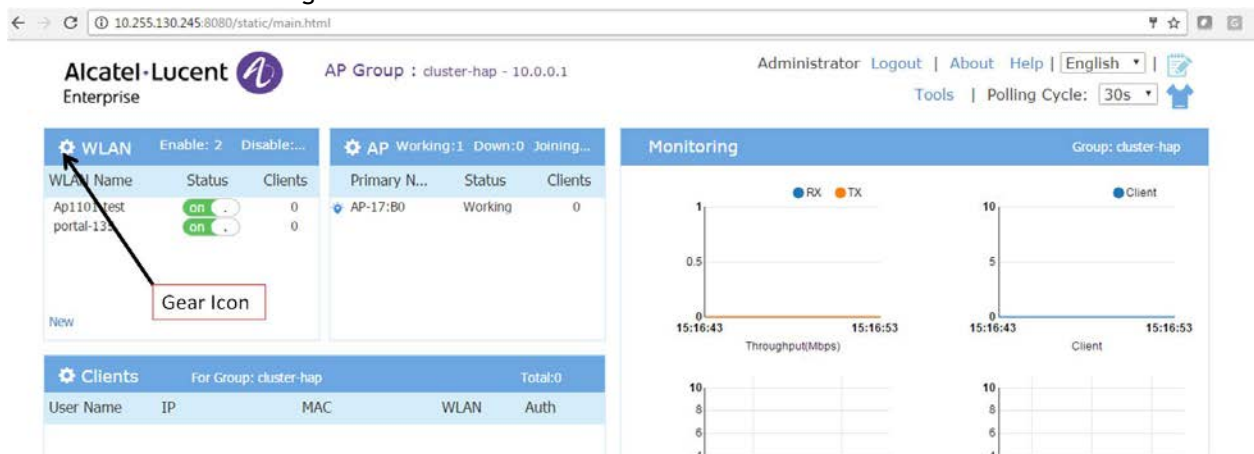 10.255.130.245:8080/static/main.html
Alcatel·Lucent
Enterprise
AP Group : cluster-hap - 10.0.0.1
Administrator Logout | About Help | English |
Tools | Polling Cycle: 30s
WLAN Enable: 2 Disable:...
WLAN Name Status Clients
Ap1101-test on . 0
on . 0
New
Gear Icon
AP Working:1 Down:0 Joining...
Primary N... Status Clients
AP-17:B0 Working 0
Clients For Group: cluster-hap Total:0
User Name IP MAC WLAN Auth
Monitoring Group: cluster-hap
RX TX
1
0.5
0
15:16:43 15:16:53
Throughput(Mbps)
Client
10
5
0
15:16:43 15:16:53
Client
10
8
6
10
8
6